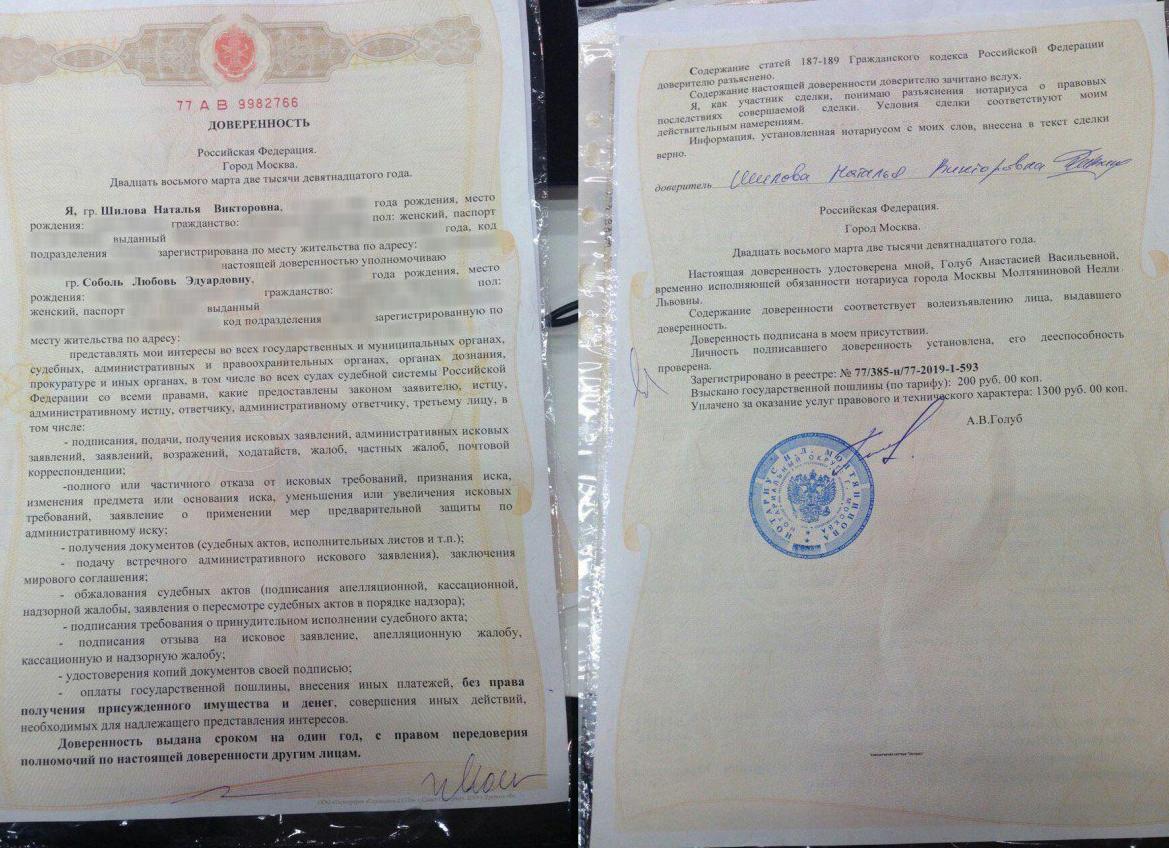 77 А В 9982766
ДОВЕРЕННОСТЬ
Российская Федерация.
Город Москва.
Двадцать восьмого марта две тысячи девятнадцатого года.
Я, гр. Шилова Наталья Викторовна, года рождения, место
рождения: гражданство: пол: женский, паспорт
выданный года, код
подразделения зарегистрирована по месту жительства по адресу:
настоящей доверенностью уполномочиваю
гр. Соболь Любовь Эдуардовну, года рождения, место
рождения: гражданство: пол:
женский, паспорт выданный
код подразделения зарегистрированную по
месту жительства по адресу:
представлять мои интересы во всех государственных и муниципальных органах,
судебных, административных и правоохранительных органах, органах дознания,
прокуратуре и иных органах, в том числе во всех судах судебной системы Российской
Федерации со всеми правами, какие предоставлены законом заявителю, истцу,
административному истцу, ответчику, административному ответчику, третьему лицу, в
том числе:
- подписания, подачи, получения исковых заявлений, административных исковых
заявлений, заявлений, возражений, ходатайств, жалоб, частных жалоб, почтовой
корреспонденции;
-полного или частичного отказа от исковых требований, признания иска,
изменения предмета или основания иска, уменьшения или увеличения исковых
требований, заявление о применении мер предварительной защиты по
административному иску;
- получения документов (судебных актов, исполнительных листов и т.п.);
- подачу встречного административного искового заявления), заключения
мирового соглашения;
- обжалования судебных актов (подписания апелляционной, кассационной,
надзорной жалобы, заявления о пересмотре судебных актов в порядке надзора);
- подписания требования о принудительном исполнении судебного акта;
- подписания отзыва на исковое заявление, апелляционную жалобу,
кассационную и надзорную жалобу;
- удостоверения копий документов своей подписью;
- оплаты государственной пошлины, внесения иных платежей, без права
получения присужденного имущества и денег, совершения иных действий,
необходимых для надлежащего представления интересов.
Доверенность выдана сроком на один год, с правом передоверия
полномочий по настоящей доверенности другим лицам.
Содержание статей 187-189 Гражданского кодекса Российской Федерации
доверителю разъяснено.
Содержание настоящей доверенности доверителю зачитано вслух.
Я, как участник сделки, понимаю разъяснения нотариуса о правовых
последствиях совершаемой сделки. Условия сделки соответствуют моим
действительным намерениям.
Информация, установленная нотариусом с моих слов, внесена в текст сделки
верно.
доверитель Шилова Наталья Викторовна
Российская Федерация.
Город Москва.
Двадцать восьмого марта две тысячи девятнадцатого года.
Настоящая доверенность удостоверена мной, Голуб Анастасией Васильевной,
временно исполняющей обязанности нотариуса города Москвы Молтяниновой Нелли
Львовны.
Содержание доверенности соответствует волеизъявлению лица, выдавшего
доверенность.
Доверенность подписана в моем присутствии.
Личность подписавшего доверенность установлена, его дееспособность
проверена.
Зарегистрировано в реестре: № 77/385-н/77-2019-1-593
Взыскано государственной пошлины (по тарифу): 200 руб. 00 коп.
Уплачено за оказание услуг правового и технического характера: 1300 руб. 00 коп.
А.В.Голуб
НОТАРИУС Н.Л. МОЛТЯНИНОВА
НОТАРИАЛЬНЫЙ ОКРУГ Г. МОСКВА